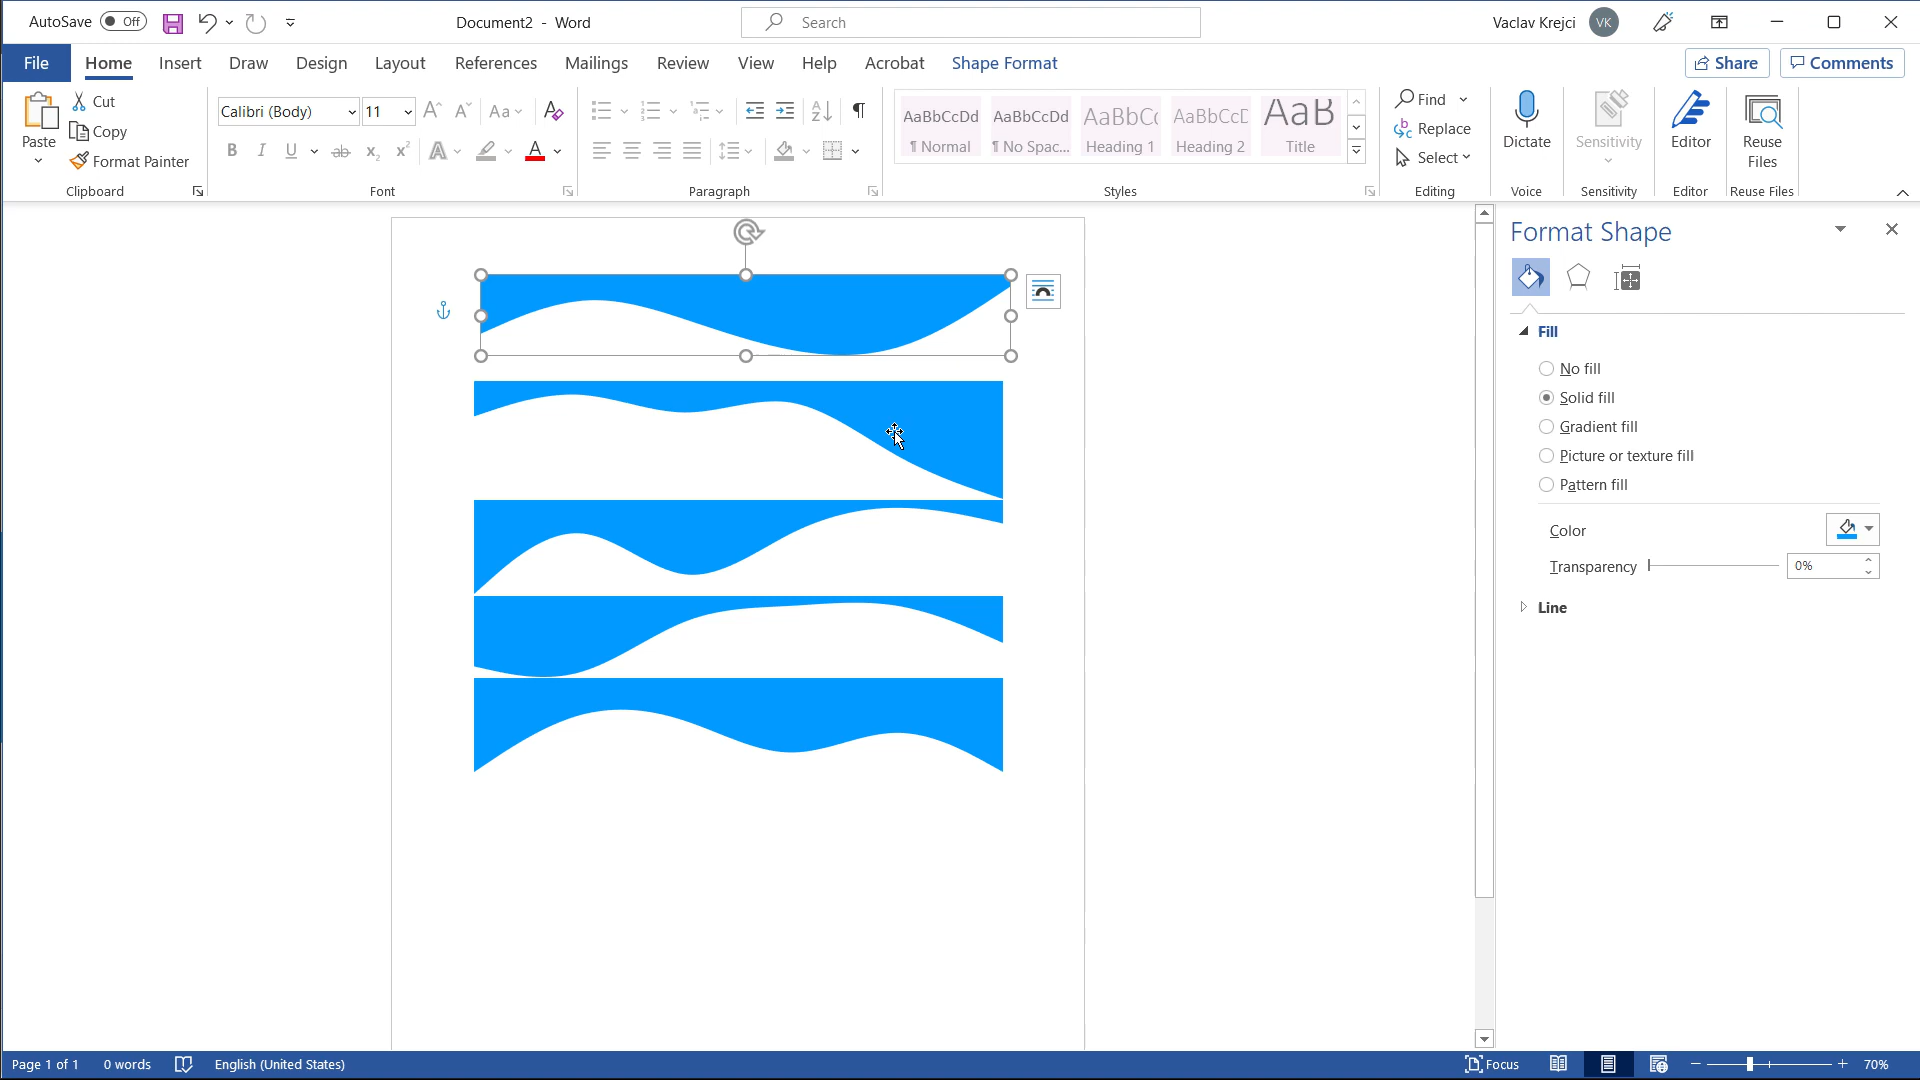 AutoSave Off Document2 - Word Search Vaclav Krejci VK
File Home Insert Draw Design Layout References Mailings Review View Help Acrobat Shape Format Share Comments
Paste
Cut
Copy
Format Painter
Clipboard
Calibri (Body) 11
Font
Paragraph
AaBbCcDd AaBbCcDd AaBbCc AaBbCcD AaB
¶ Normal ¶ No Spac... Heading 1 Heading 2 Title
Styles
Find
Replace
Select
Editing
Dictate
Voice
Sensitivity
Sensitivity
Editor
Editor
Reuse
Files
Reuse Files
Format Shape
Fill
No fill
Solid fill
Gradient fill
Picture or texture fill
Pattern fill
Color
Transparency 0%
Line
Page 1 of 1 0 words English (United States) Focus 70%